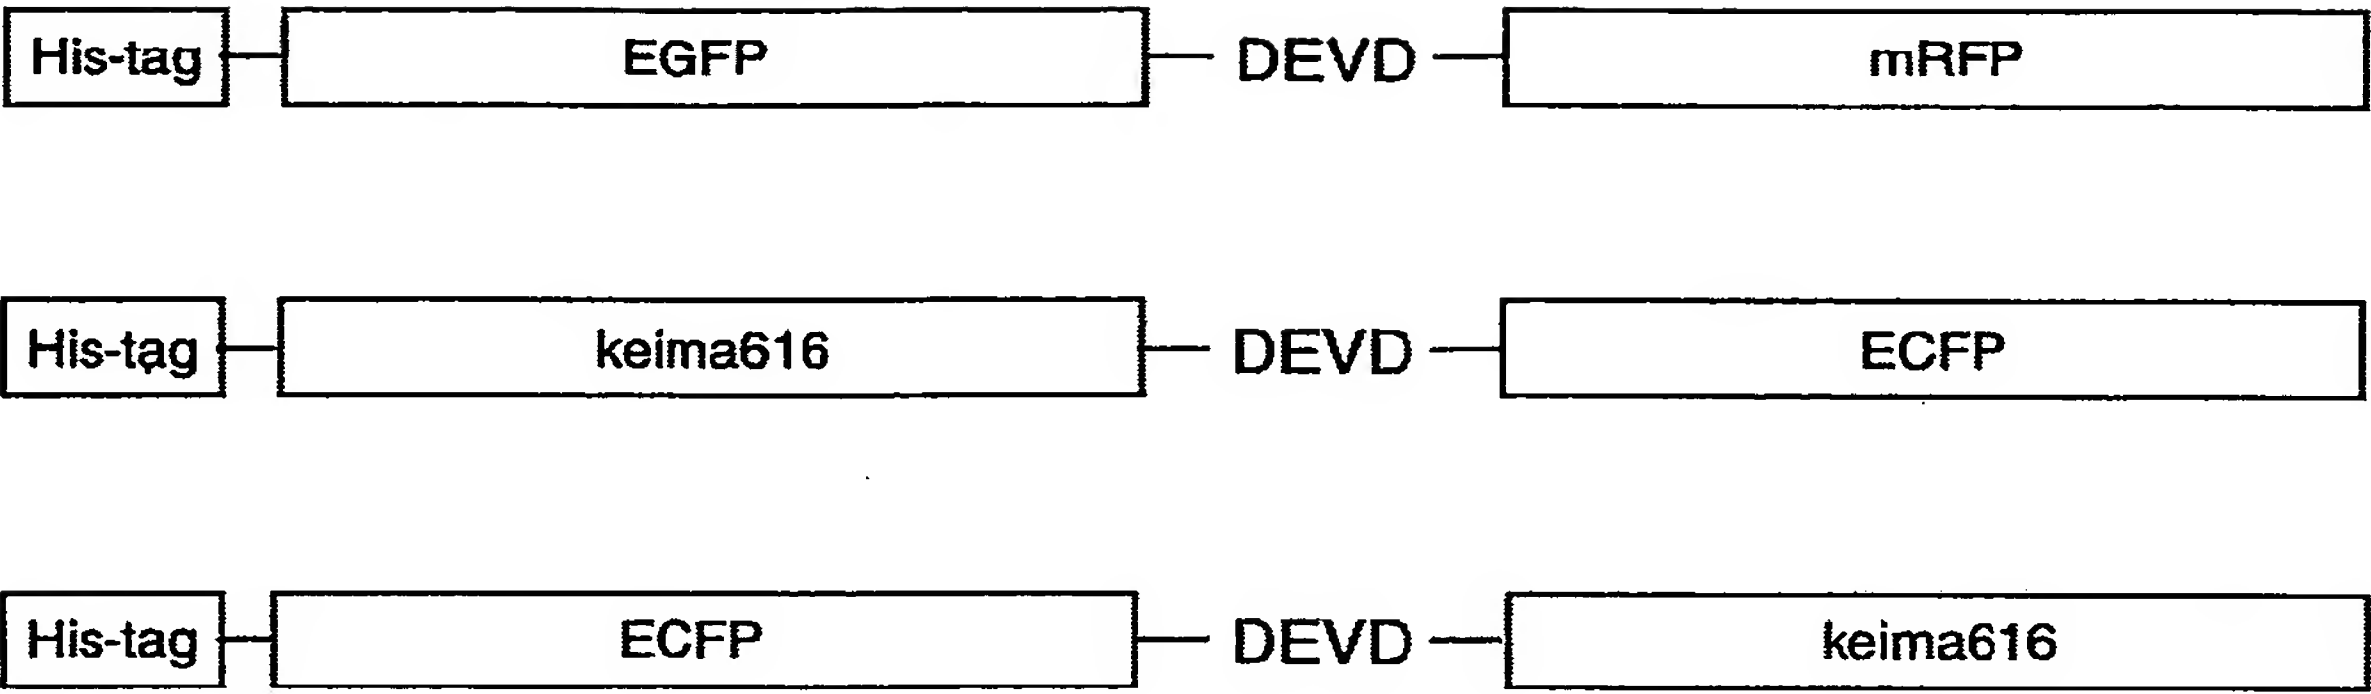 His-tag EGFP DEVD mRFP
His-tag keima616 DEVD ECFP
His-tag ECFP DEVD keima616